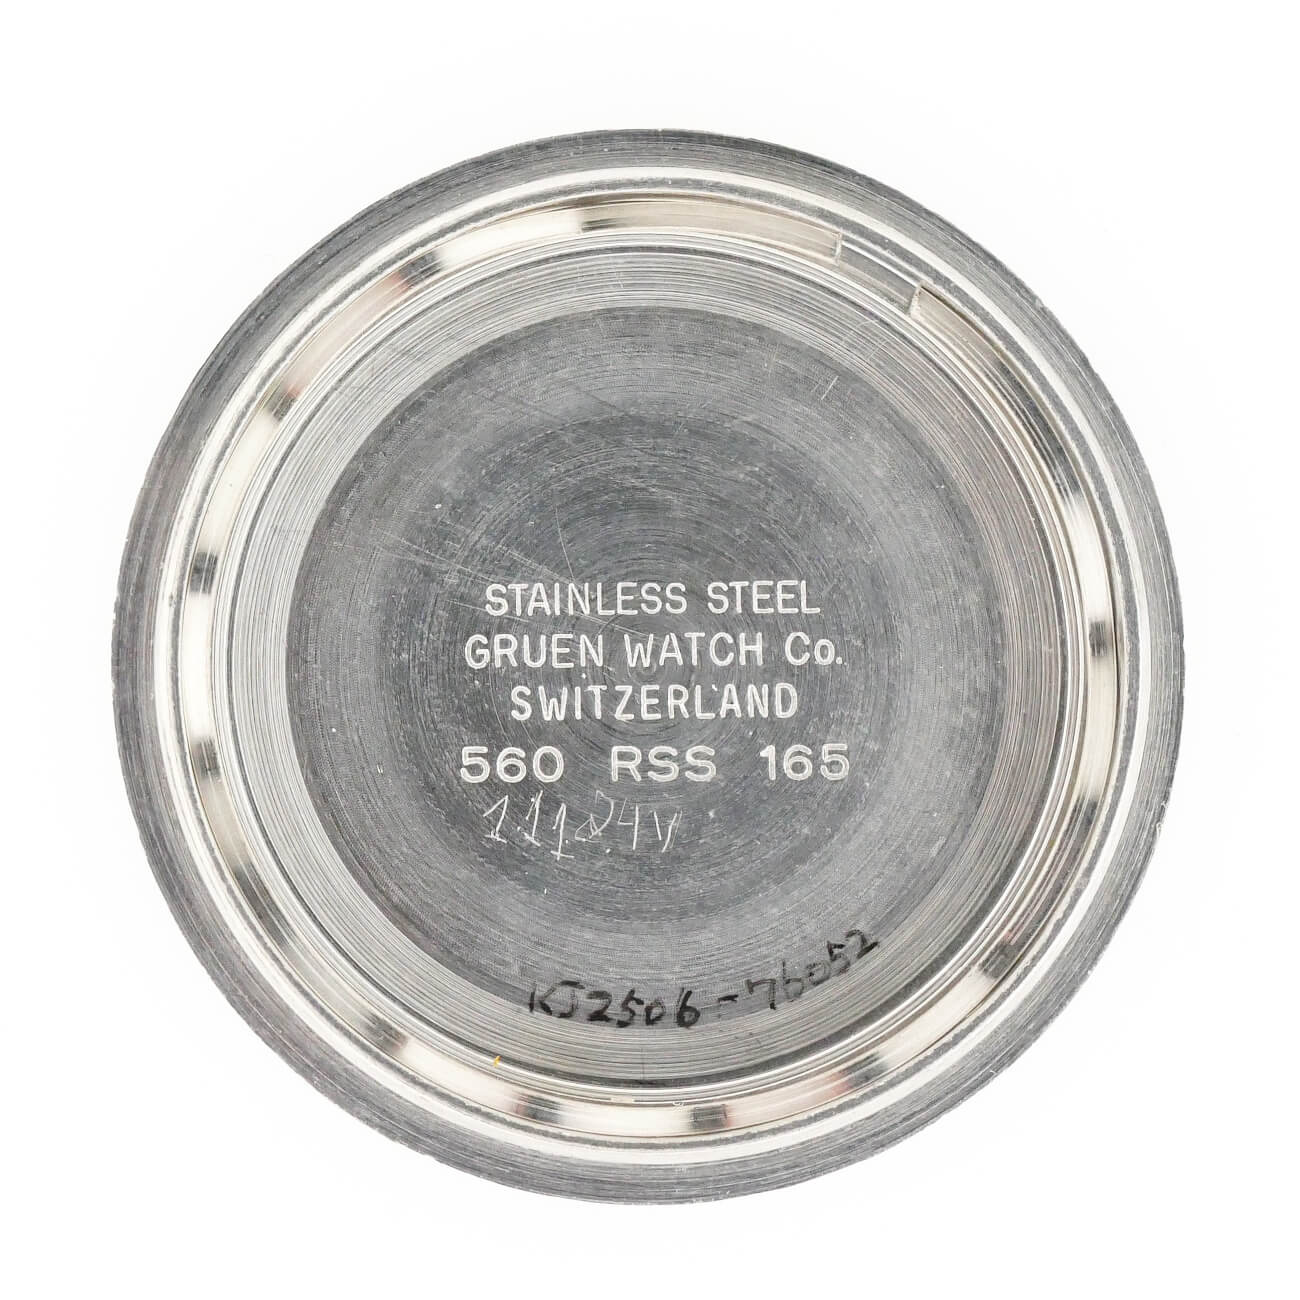 STAINLESS STEEL
GRUEN WATCH Co.
SWITZERLAND
560 RSS 165
KJ2506-76052